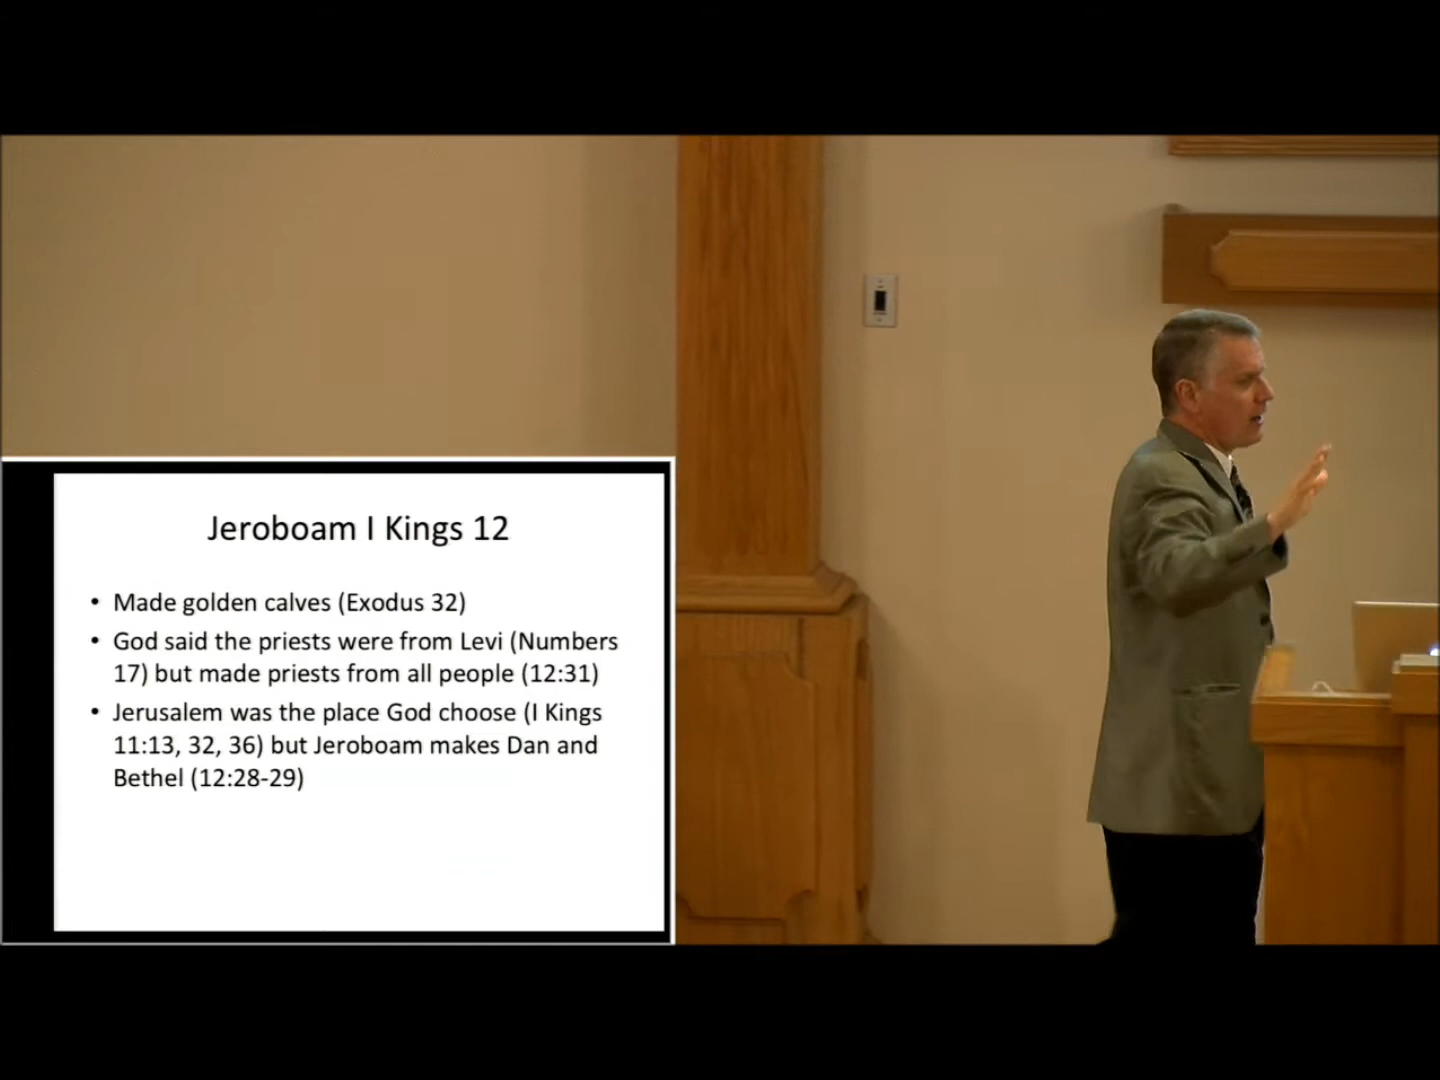 Jeroboam I Kings 12
• Made golden calves (Exodus 32)
• God said the priests were from Levi (Numbers
17) but made priests from all people (12:31)
• Jerusalem was the place God choose (I Kings
11:13, 32, 36) but Jeroboam makes Dan and
Bethel (12:28-29)